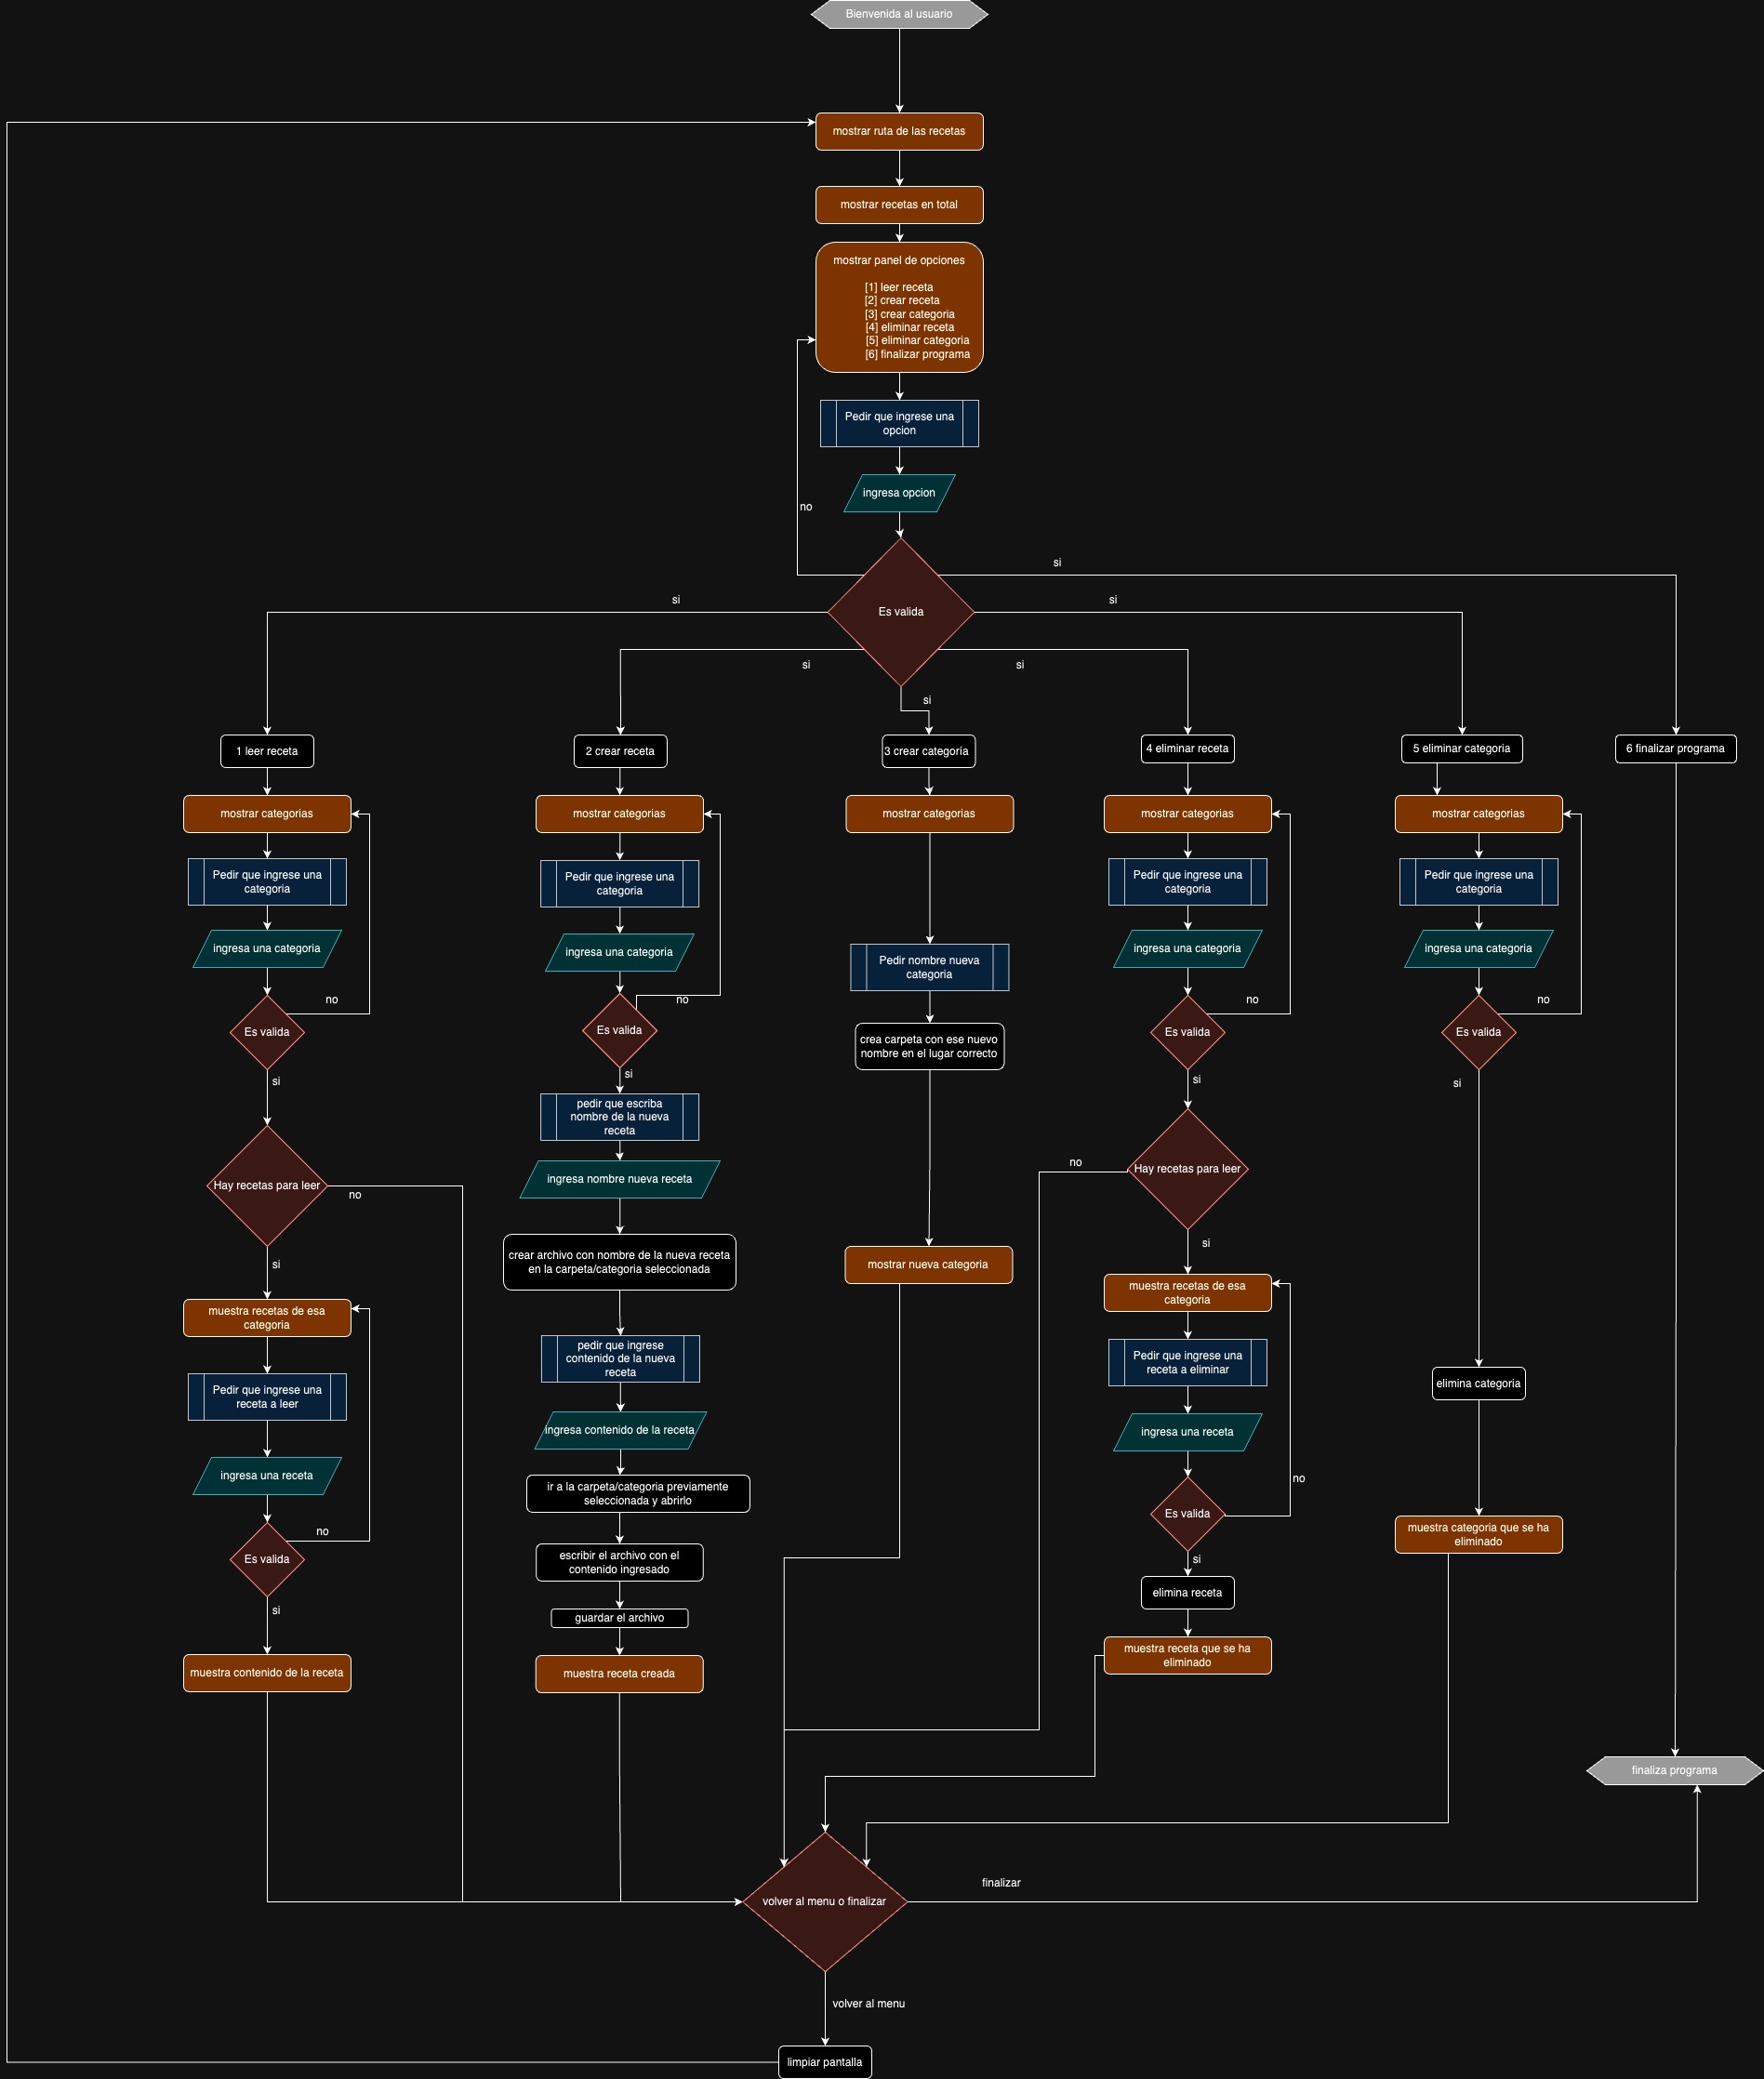 Bienvenida al usuario
mostrar ruta de las recetas
mostrar recetas en total
mostrar panel de opciones
[1] leer receta
[2] crear receta
[3] crear categoria
[4] eliminar receta
[5] eliminar categoria
[6] finalizar programa
Pedir que ingrese una
opcion
ingresa opcion
no
si
Es valida
si
si
si
si
si
1 leer receta
mostrar categorias
Pedir que ingrese una
categoria
ingresa una categoria
no
Es valida
si
Hay recetas para leer
no
si
muestra recetas de esa
categoria
Pedir que ingrese una
receta a leer
ingresa una receta
no
Es valida
si
muestra contenido de la receta
2 crear receta
mostrar categorias
Pedir que ingrese una
categoria
ingresa una categoria
no
Es valida
si
pedir que escriba
nombre de la nueva
receta
ingresa nombre nueva receta
crear archivo con nombre de la nueva receta
en la carpeta/categoria seleccionada
pedir que ingrese
contenido de la nueva
receta
ingresa contenido de la receta
ir a la carpeta/categoria previamente
seleccionada y abrirlo
escribir el archivo con el
contenido ingresado
guardar el archivo
muestra receta creada
3 crear categoria
mostrar categorias
Pedir nombre nueva
categoria
crea carpeta con ese nuevo
nombre en el lugar correcto
mostrar nueva categoria
4 eliminar receta
mostrar categorias
Pedir que ingrese una
categoria
ingresa una categoria
no
Es valida
si
no
Hay recetas para leer
si
muestra recetas de esa
categoria
Pedir que ingrese una
receta a eliminar
ingresa una receta
no
Es valida
si
elimina receta
muestra receta que se ha
eliminado
5 eliminar categoria
mostrar categorias
Pedir que ingrese una
categoria
ingresa una categoria
no
Es valida
si
elimina categoria
muestra categoria que se ha
eliminado
6 finalizar programa
finaliza programa
volver al menu o finalizar
finalizar
volver al menu
limpiar pantalla